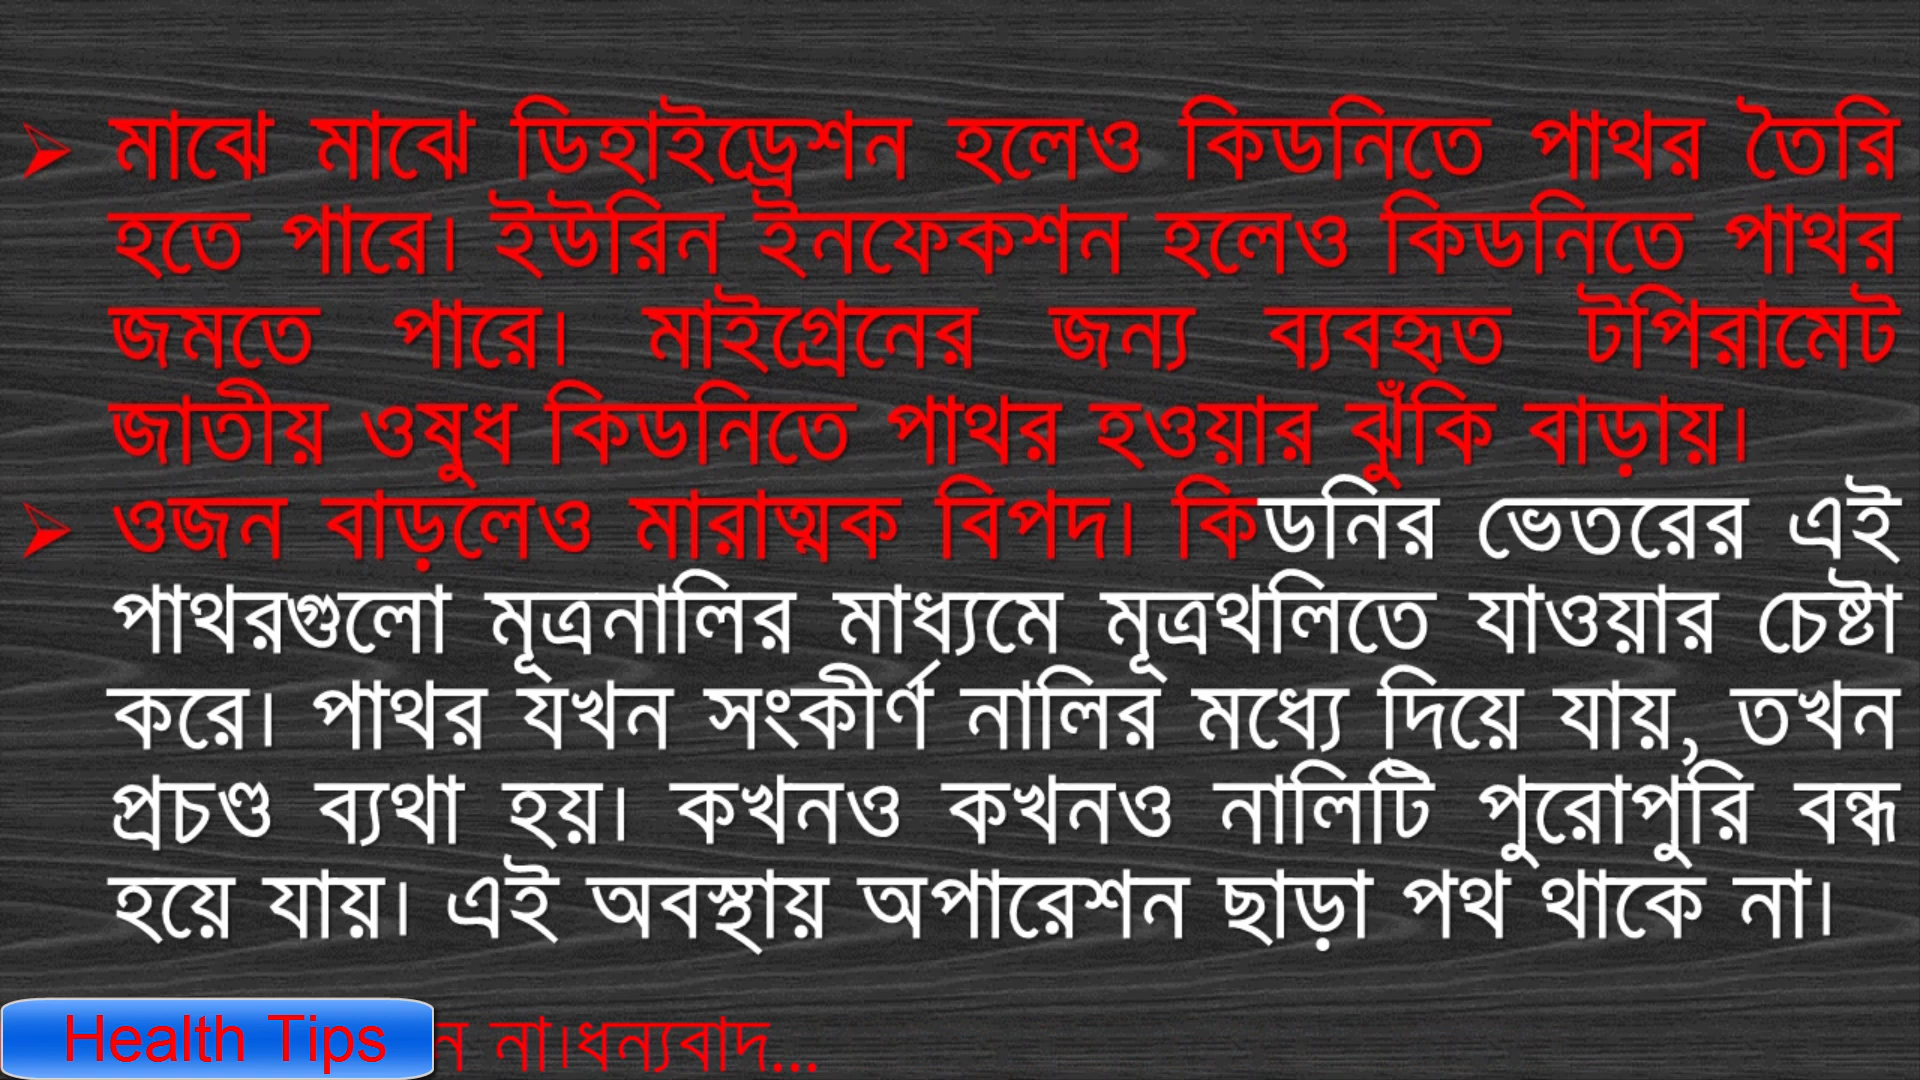 মাঝে মাঝে ডিহাইড্রেশন হলেও কিডনিতে পাথর তৈরি
হতে পারে। ইউরিন ইনফেকশন হলেও কিডনিতে পাথর
জমতে পারে। মাইগ্রেনের জন্য ব্যবহৃত টপিরামেট
জাতীয় ওষুধ কিডনিতে পাথর হওয়ার ঝুঁকি বাড়ায়।
ওজন বাড়লেও মারাত্মক বিপদ। কিডনির ভেতরের এই
পাথরগুলো মূত্রনালির মাধ্যমে মূত্রথলিতে যাওয়ার চেষ্টা
করে। পাথর যখন সংকীর্ণ নালির মধ্যে দিয়ে যায়, তখন
প্রচণ্ড ব্যথা হয়। কখনও কখনও নালিটি পুরোপুরি বন্ধ
হয়ে যায়। এই অবস্থায় অপারেশন ছাড়া পথ থাকে না।
Health Tips না।ধন্যবাদ...